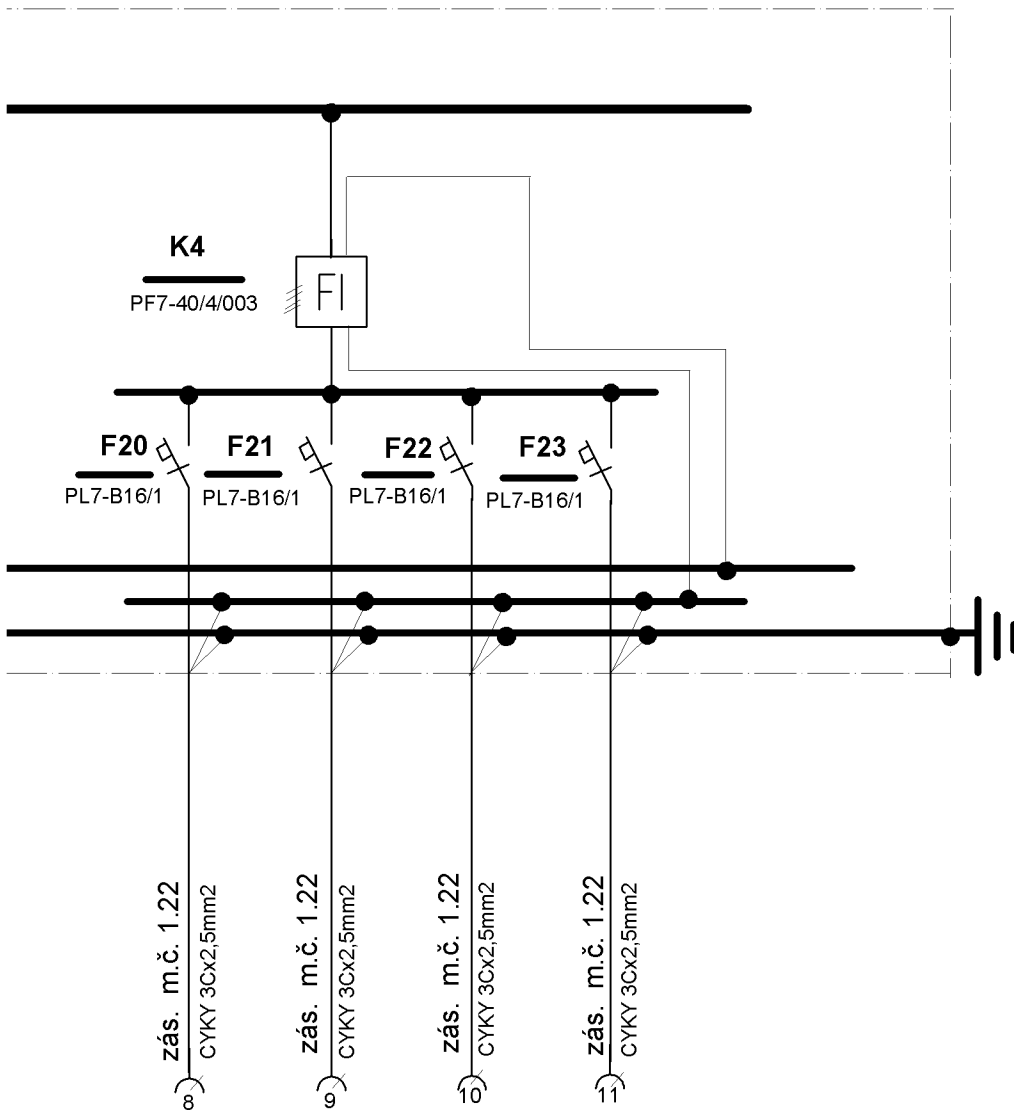 K4
PF7-40/4/003
FI
F20
PL7-B16/1
F21
PL7-B16/1
F22
PL7-B16/1
F23
PL7-B16/1
zás. m.č. 1.22
CYKY 3Cx2,5mm2
8
zás. m.č. 1.22
CYKY 3Cx2,5mm2
9
zás. m.č. 1.22
CYKY 3Cx2,5mm2
10
zás. m.č. 1.22
CYKY 3Cx2,5mm2
11